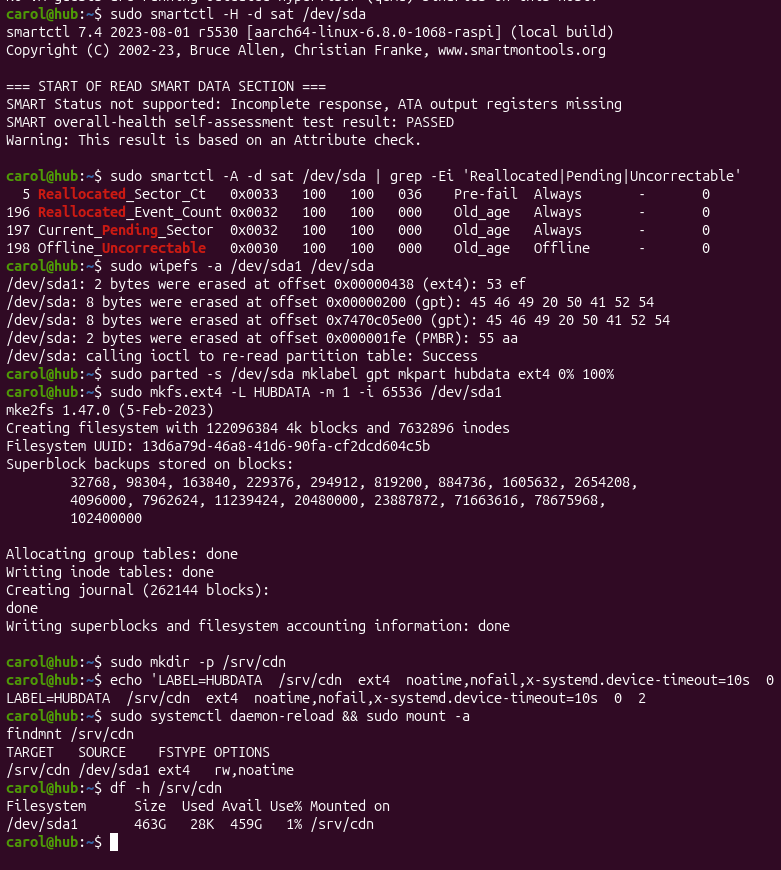 carol@hub:~$ sudo smartctl -H -d sat /dev/sda
smartctl 7.4 2023-08-01 r5530 [aarch64-linux-6.8.0-1068-raspi] (local build)
Copyright (C) 2002-23, Bruce Allen, Christian Franke, www.smartmontools.org

=== START OF READ SMART DATA SECTION ===
SMART Status not supported: Incomplete response, ATA output registers missing
SMART overall-health self-assessment test result: PASSED
Warning: This result is based on an Attribute check.

carol@hub:~$ sudo smartctl -A -d sat /dev/sda | grep -Ei 'Reallocated|Pending|Uncorrectable'
  5 Reallocated_Sector_Ct   0x0033   100   100   036    Pre-fail  Always       -       0
196 Reallocated_Event_Count 0x0032   100   100   000    Old_age   Always       -       0
197 Current_Pending_Sector  0x0032   100   100   000    Old_age   Always       -       0
198 Offline_Uncorrectable   0x0030   100   100   000    Old_age   Offline      -       0
carol@hub:~$ sudo wipefs -a /dev/sda1 /dev/sda
/dev/sda1: 2 bytes were erased at offset 0x00000438 (ext4): 53 ef
/dev/sda: 8 bytes were erased at offset 0x00000200 (gpt): 45 46 49 20 50 41 52 54
/dev/sda: 8 bytes were erased at offset 0x7470c05e00 (gpt): 45 46 49 20 50 41 52 54
/dev/sda: 2 bytes were erased at offset 0x000001fe (PMBR): 55 aa
/dev/sda: calling ioctl to re-read partition table: Success
carol@hub:~$ sudo parted -s /dev/sda mklabel gpt mkpart hubdata ext4 0% 100%
carol@hub:~$ sudo mkfs.ext4 -L HUBDATA -m 1 -i 65536 /dev/sda1
mke2fs 1.47.0 (5-Feb-2023)
Creating filesystem with 122096384 4k blocks and 7632896 inodes
Filesystem UUID: 13d6a79d-46a8-41d6-90fa-cf2dcd604c5b
Superblock backups stored on blocks:
        32768, 98304, 163840, 229376, 294912, 819200, 884736, 1605632, 2654208,
        4096000, 7962624, 11239424, 20480000, 23887872, 71663616, 78675968,
        102400000

Allocating group tables: done
Writing inode tables: done
Creating journal (262144 blocks):
done
Writing superblocks and filesystem accounting information: done

carol@hub:~$ sudo mkdir -p /srv/cdn
carol@hub:~$ echo 'LABEL=HUBDATA  /srv/cdn  ext4  noatime,nofail,x-systemd.device-timeout=10s  0
LABEL=HUBDATA  /srv/cdn  ext4  noatime,nofail,x-systemd.device-timeout=10s  0  2
carol@hub:~$ sudo systemctl daemon-reload && sudo mount -a
findmnt /srv/cdn
TARGET   SOURCE    FSTYPE OPTIONS
/srv/cdn /dev/sda1 ext4   rw,noatime
carol@hub:~$ df -h /srv/cdn
Filesystem      Size  Used Avail Use% Mounted on
/dev/sda1       463G   28K  459G   1% /srv/cdn
carol@hub:~$